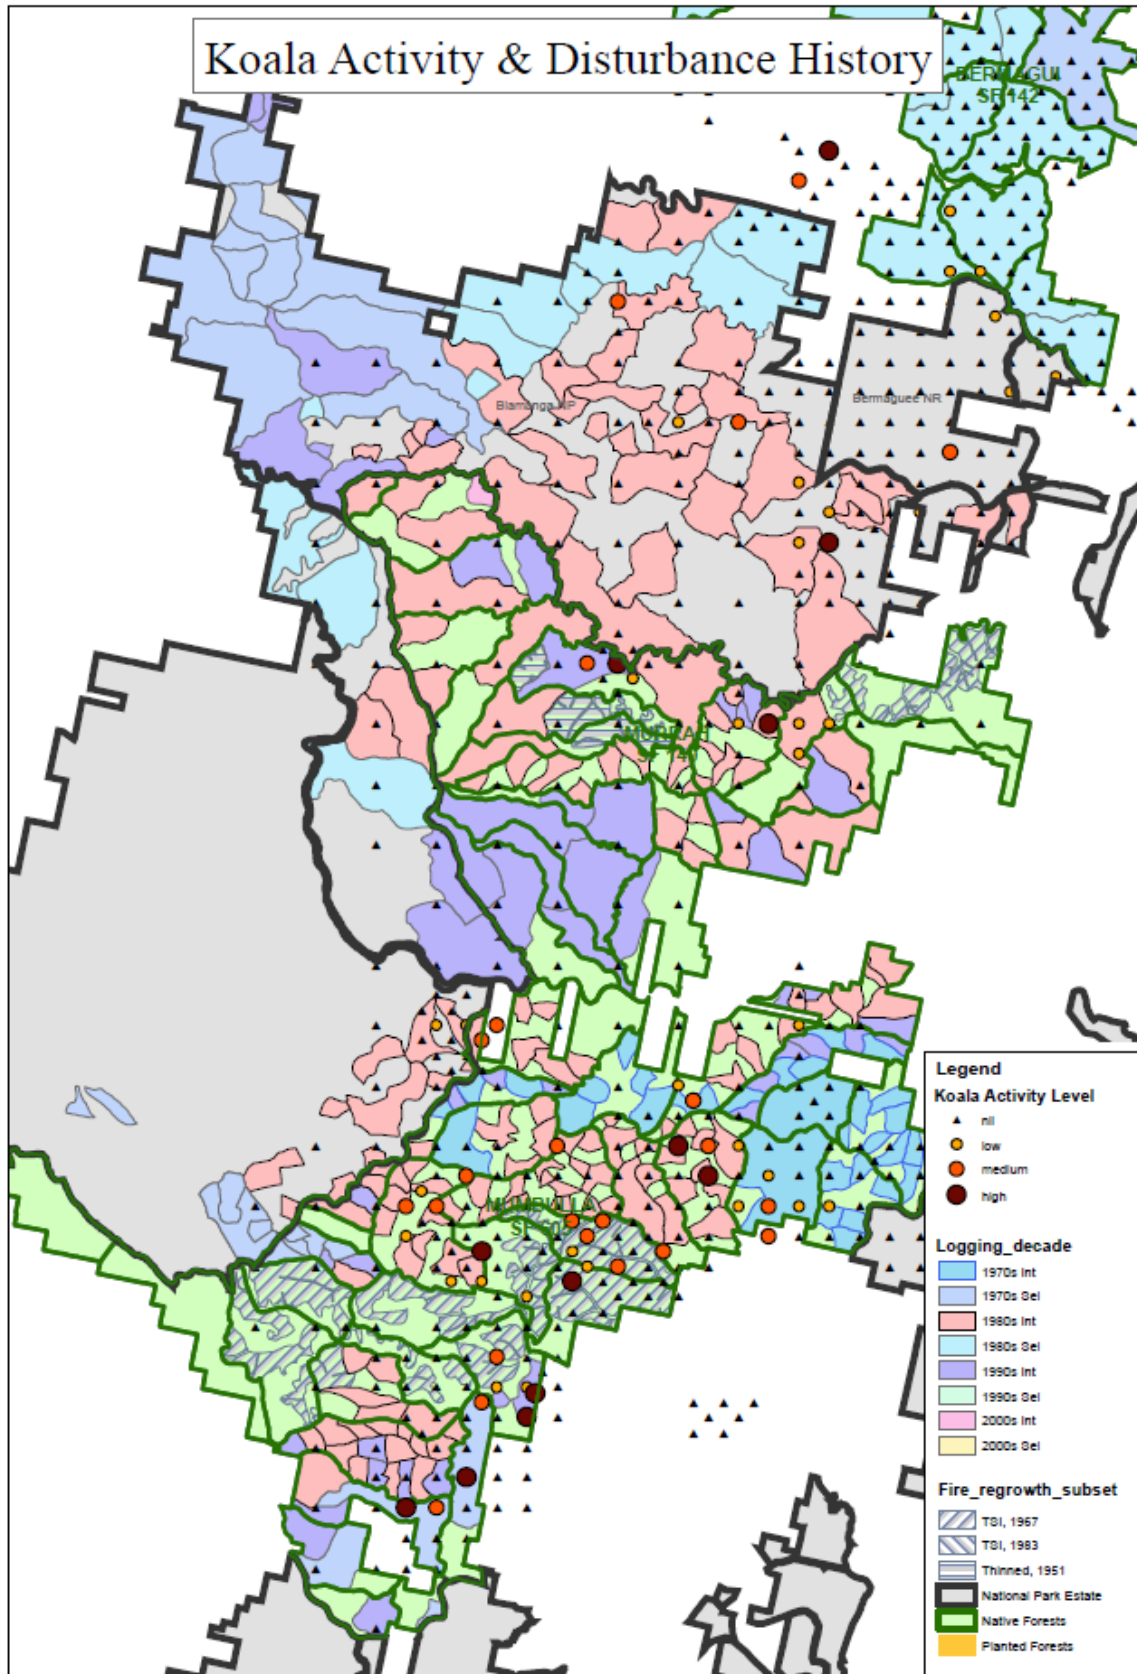 Koala Activity & Disturbance History
BERMAGUI
SF 142
Biamanga NP
Bermaguee NR
MURRAH
SF 140
MUMBULLA
Legend
Koala Activity Level
nil
low
medium
high
Logging_decade
1970s Int
1970s Sel
1980s Int
1980s Sel
1990s Int
1990s Sel
2000s Int
2000s Sel
Fire_regrowth_subset
TSI, 1967
TSI, 1983
Thinned, 1951
National Park Estate
Native Forests
Planted Forests